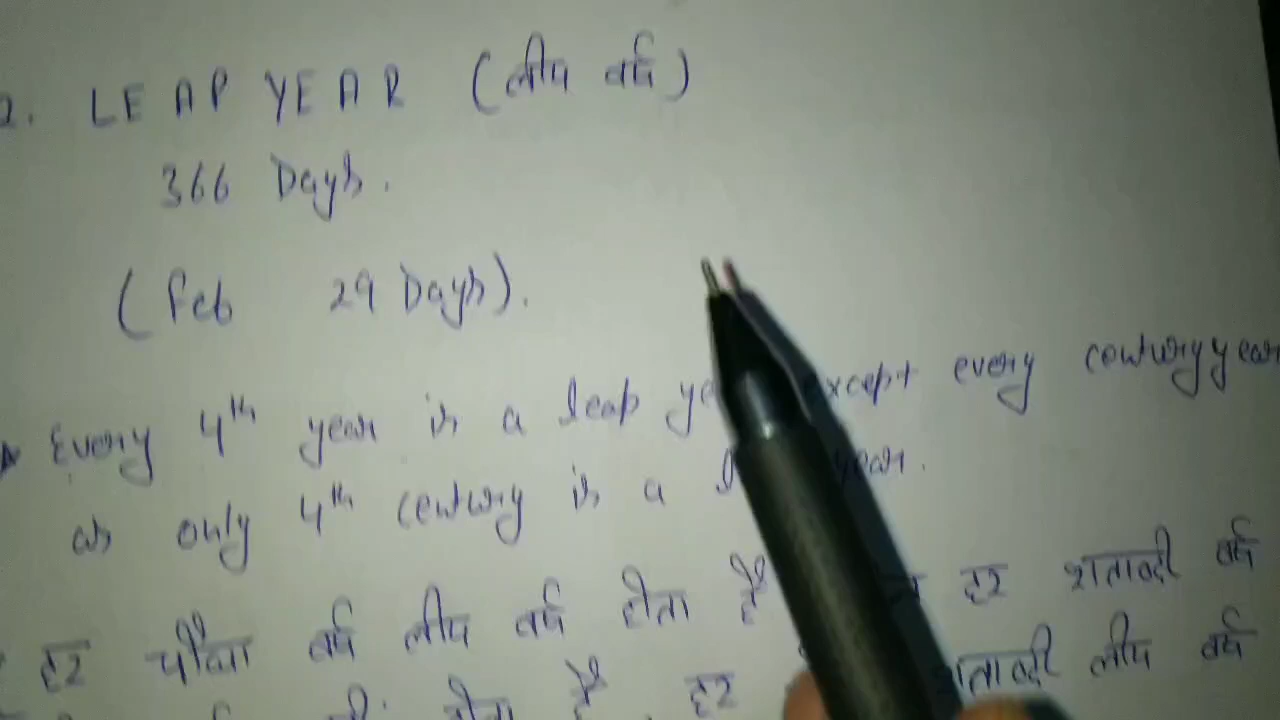 2. LEAP YEAR (लीप वर्ष)
366 Days.
(Feb 29 Days).
Every 4th year is a leap except every century year
as only 4th century is a year.
हर चौथा वर्ष लीप वर्ष होता है हर शताब्दी वर्ष
है, हर शताब्दी लीप वर्ष